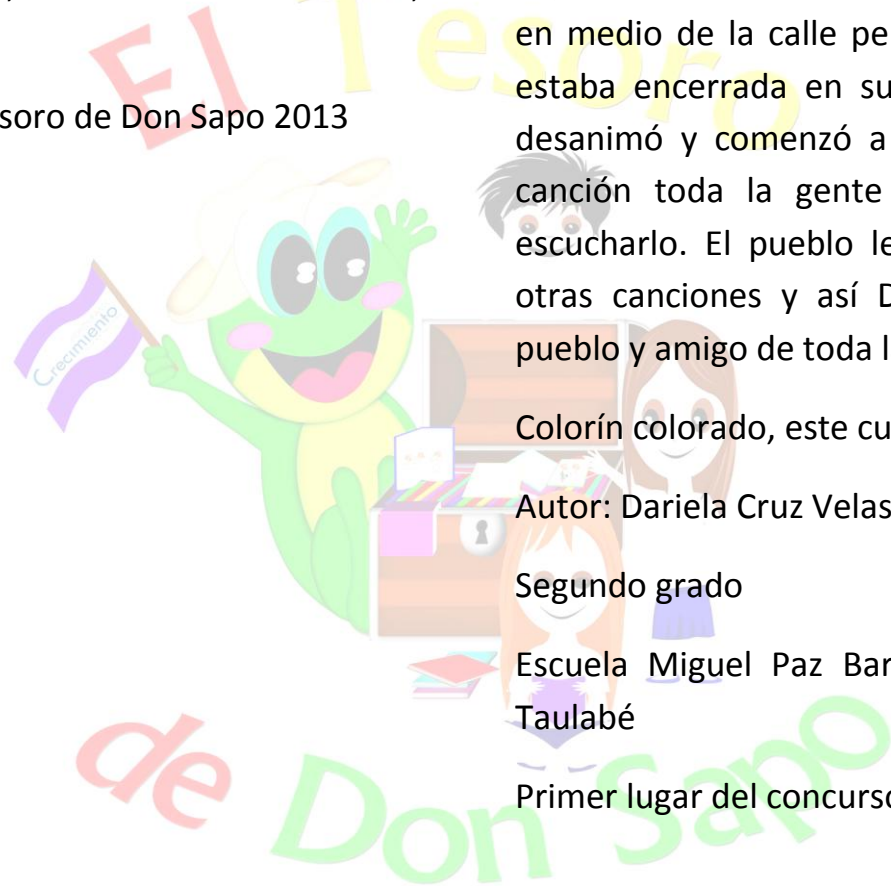 El Tesoro
de Don Sapo
Crecimiento
soro de Don Sapo 2013
en medio de la calle pe
estaba encerrada en su
desanimó y comenzó a
canción toda la gente
escucharlo. El pueblo le
otras canciones y así D
pueblo y amigo de toda l
Colorín colorado, este cu
Autor: Dariela Cruz Velas
Segundo grado
Escuela Miguel Paz Bar
Taulabé
Primer lugar del concurso